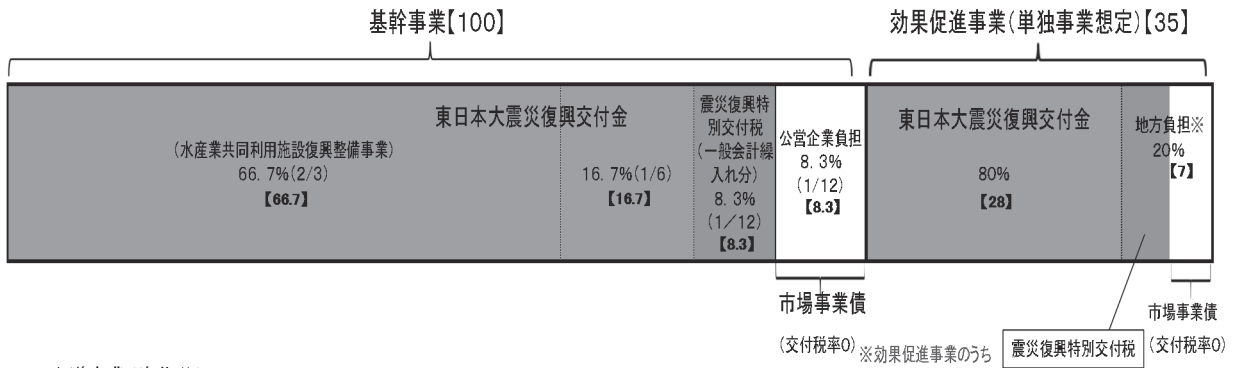 基幹事業【100】
効果促進事業(単独事業想定)【35】
東日本大震災復興交付金
(水産業共同利用施設復興整備事業)
66.7%(2/3)
【66.7】
16.7%(1/6)
【16.7】
震災復興特
別交付税
(一般会計繰
入れ分)
8.3%
(1/12)
【8.3】
公営企業負担
8.3%
(1/12)
【8.3】
東日本大震災復興交付金
80%
【28】
地方負担※
20%
【7】
市場事業債
(交付税率0)
※効果促進事業のうち
震災復興特別交付税
市場事業債
(交付税率0)